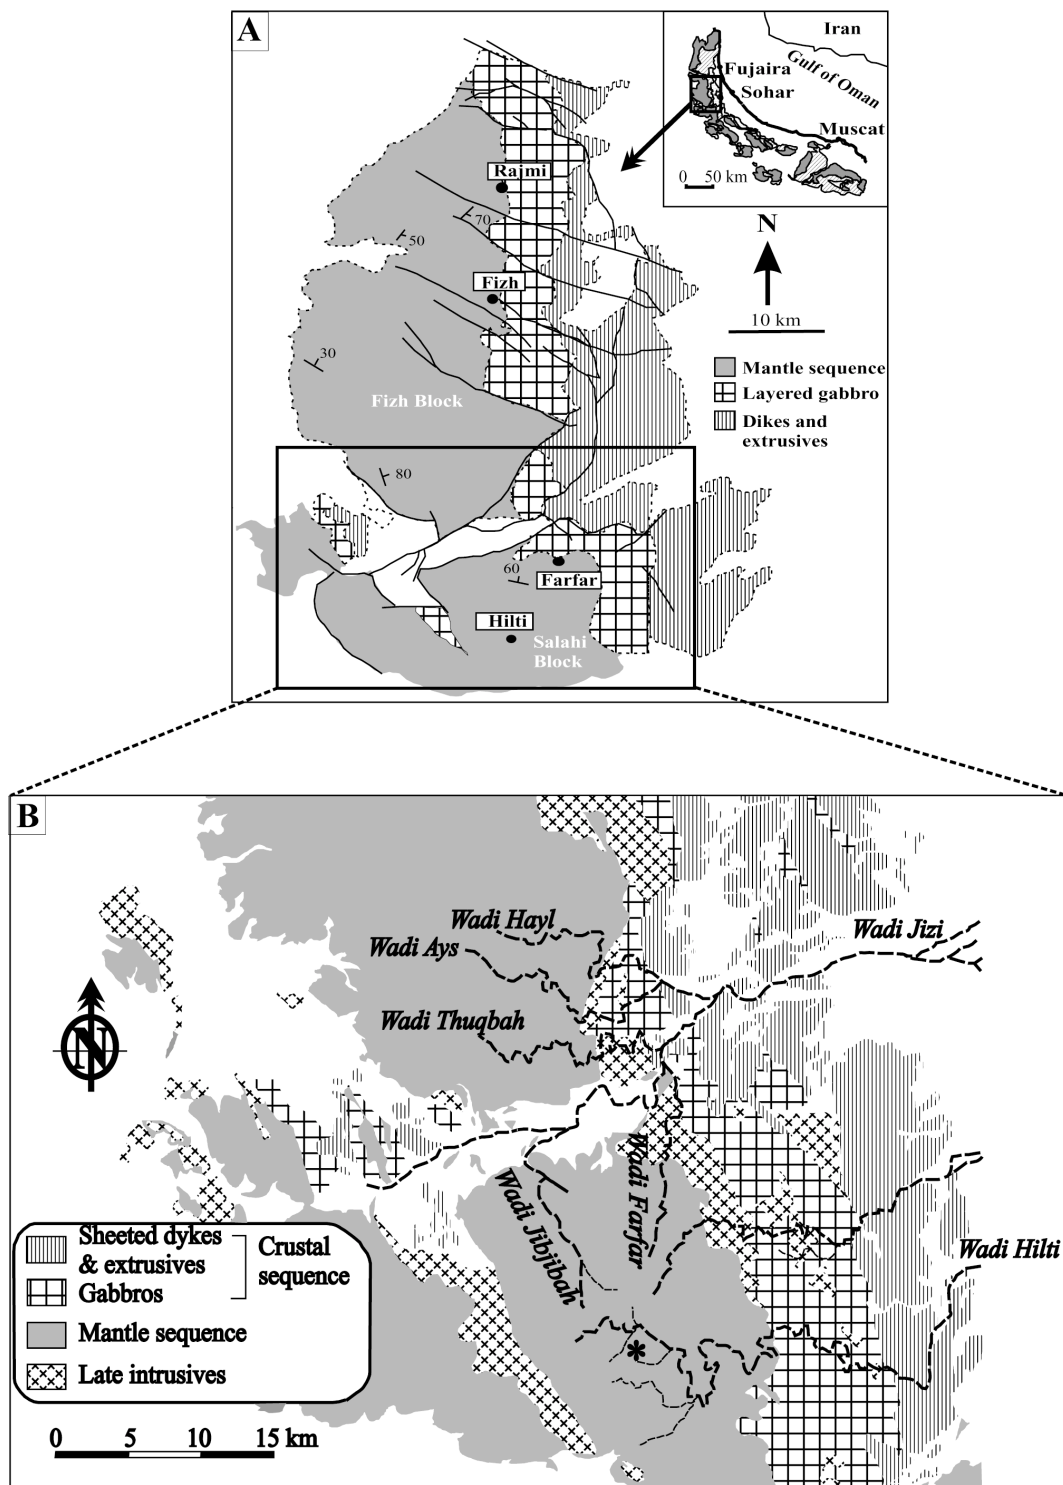 A
Iran
Gulf of Oman
Fujaira
Sohar
Muscat
0 50 km
Rajmi
70
50
N
Fizh
10 km
30
Mantle sequence
Layered gabbro
Dikes and
extrusives
Fizh Block
80
60
Farfar
Hilti
Salahi
Block
B
Wadi Hayl
Wadi Ays
Wadi Jizi
Wadi Thuqbah
N
Wadi Farfar
Wadi Jibjibah
Wadi Hilti
Sheeted dykes
& extrusives
Crustal
sequence
Gabbros
Mantle sequence
*
Late intrusives
0 5 10 15 km